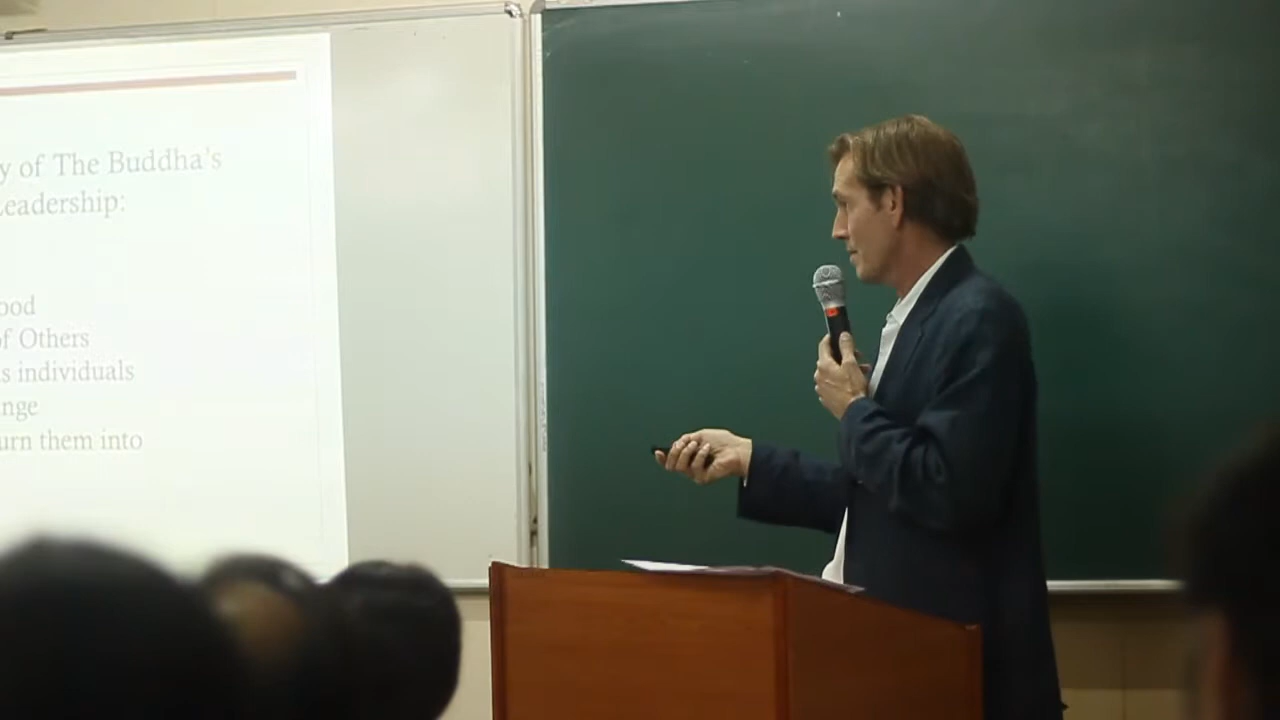 y of The Buddha's
Leadership:
ood
of Others
s individuals
nge
urn them into